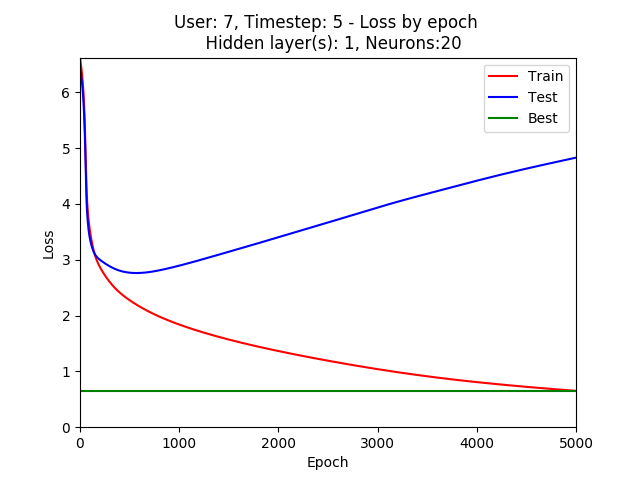 User: 7, Timestep: 5 - Loss by epoch
Hidden layer(s): 1, Neurons:20
Train
Test
Best
Loss
6
5
4
3
2
1
0
0 1000 2000 3000 4000 5000
Epoch